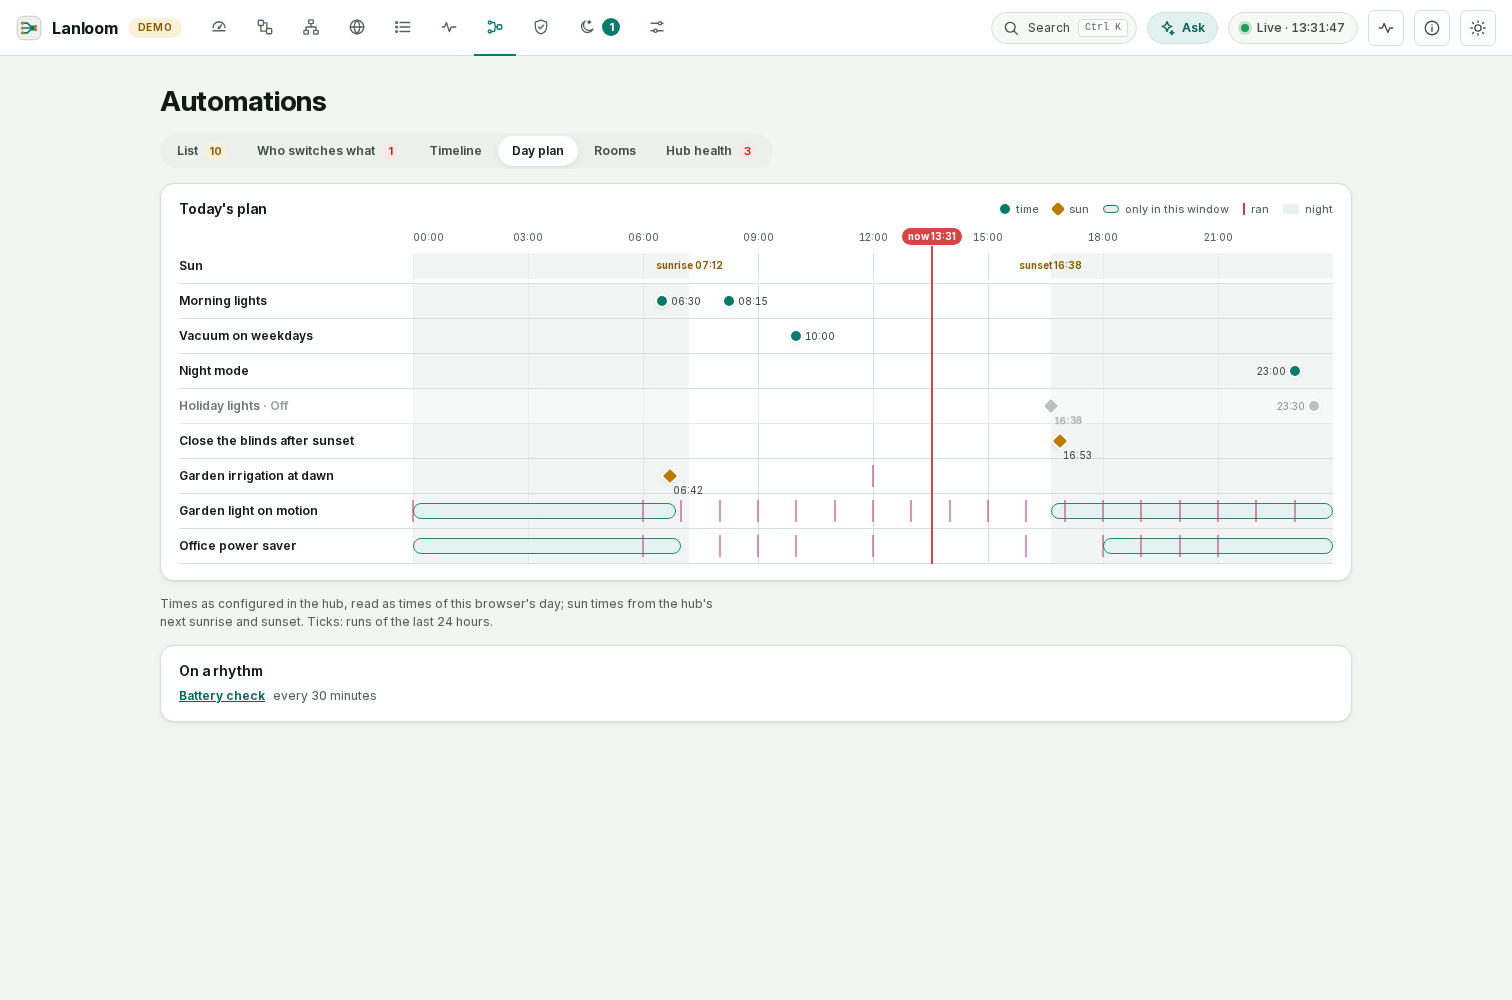 Lanloom DEMO 1 Search Ctrl K Ask Live · 13:31:47
Automations
List 10 Who switches what 1 Timeline Day plan Rooms Hub health 3
Today's plan time sun only in this window ran night
00:00 03:00 06:00 09:00 12:00 now 13:31 15:00 18:00 21:00
Sun sunrise 07:12 sunset 16:38
Morning lights 06:30 08:15
Vacuum on weekdays 10:00
Night mode 23:00
Holiday lights · Off 23:30
16:38
Close the blinds after sunset
16:53
Garden irrigation at dawn
06:42
Garden light on motion
Office power saver
Times as configured in the hub, read as times of this browser's day; sun times from the hub's
next sunrise and sunset. Ticks: runs of the last 24 hours.
On a rhythm
Battery check every 30 minutes